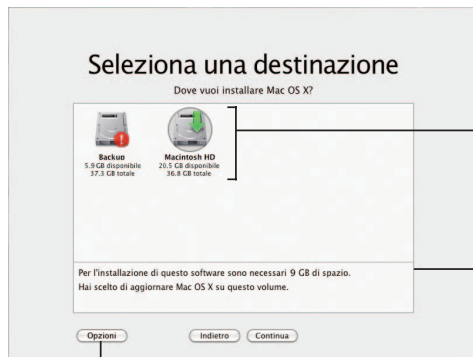 Seleziona una destinazione
Dove vuoi installare Mac OS X?
Backup
5.9 GB disponibile
37.3 GB totale
Macintosh HD
20.5 GB disponibile
36.8 GB totale
Per l'installazione di questo software sono necessari 9 GB di spazio.
Hai scelto di aggiornare Mac OS X su questo volume.
Opzioni
Indietro
Continua